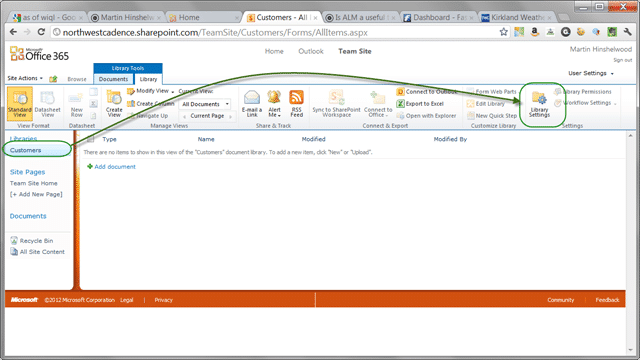 as of wiql - Goo
Martin Hinshelwo
Home
Customers - All I
Is ALM a useful
Dashboard - Fa
Kirkland Weath
northwestcadence.sharepoint.com/TeamSite/Customers/Forms/AllItems.aspx
Microsoft
Office 365
Home
Outlook
Team Site
Martin Hinshelwood
Sign out
Library Tools
Site Actions
Browse
Documents
Library
User Settings
Standard View
Datasheet View
New Row
Modify View
Create Column
Navigate Up
Create View
Current View:
All Documents
Current Page
E-mail a Link
Alert Me
RSS Feed
Sync to SharePoint Workspace
Connect to Office
Connect to Outlook
Export to Excel
Open with Explorer
Form Web Parts
Edit Library
New Quick Step
Library Settings
Library Permissions
Workflow Settings
View Format
Datasheet
Manage Views
Share & Track
Connect & Export
Customize Library
Settings
Libraries
Customers
Site Pages
Team Site Home
[+ Add New Page]
Documents
Recycle Bin
All Site Content
Type
Name
Modified
Modified By
There are no items to show in this view of the "Customers" document library. To add a new item, click "New" or "Upload".
Add document
Microsoft
©2012 Microsoft Corporation
Legal
Privacy
Community
Feedback